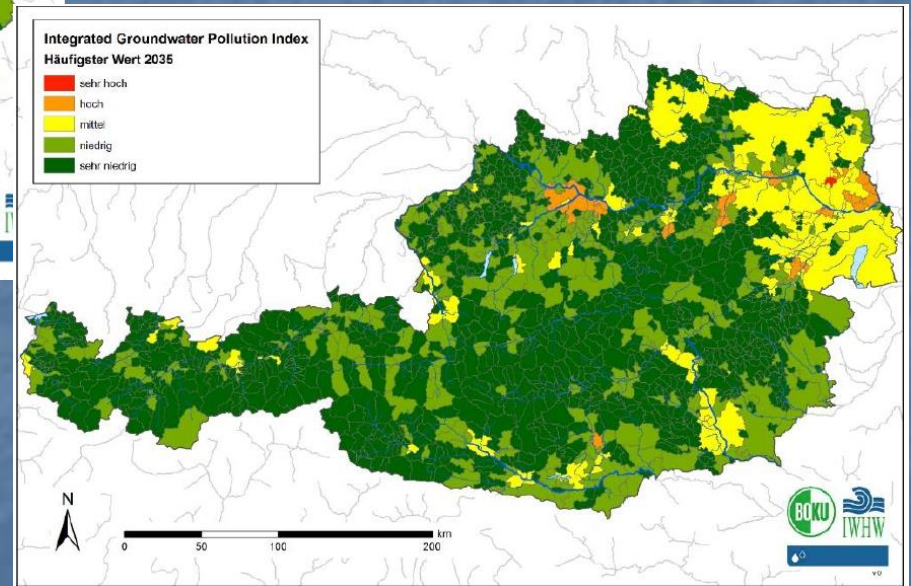 Integrated Groundwater Pollution Index
Häufigster Wert 2035
sehr hoch
hoch
mittel
niedrig
sehr niedrig
N
km
0 50 100 200
BOKU
IWHW